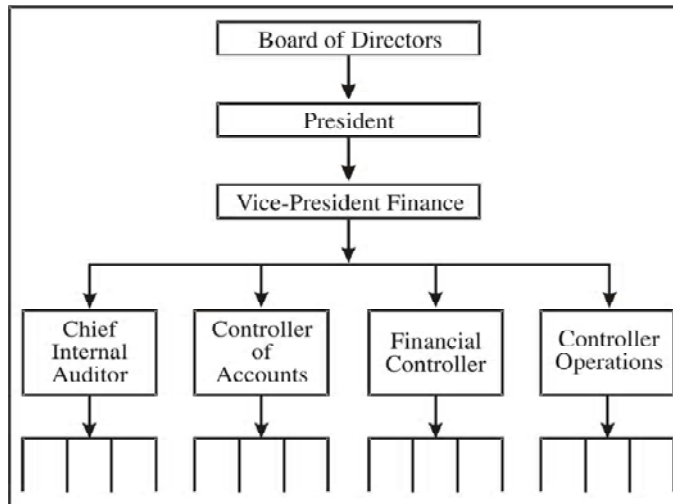 Board of Directors
President
Vice-President Finance
Chief
Internal
Auditor
Controller
of
Accounts
Financial
Controller
Controller
Operations